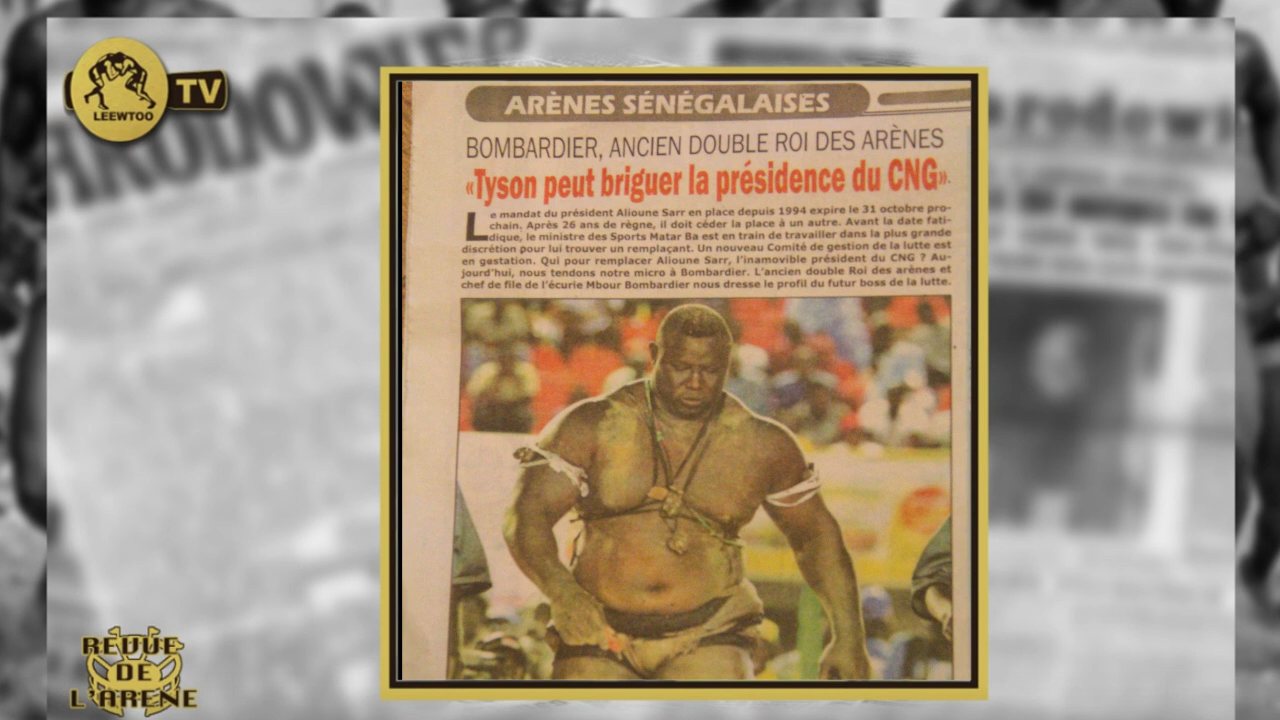 LEEWTOO
TV
ARÈNES SÉNÉGALAISES
BOMBARDIER, ANCIEN DOUBLE ROI DES ARÈNES
«Tyson peut briguer la présidence du CNG».
Le mandat du président Alioune Sarr en place depuis 1994 expire le 31 octobre pro-
chain. Après 26 ans de règne, il doit céder la place à un autre. Avant la date fati-
dique, le ministre des Sports Matar Ba est en train de travailler dans la plus grande
discrétion pour lui trouver un remplaçant. Un nouveau Comité de gestion de la lutte est
en gestation. Qui pour remplacer Alioune Sarr, l’inamovible président du CNG ? Au-
jourd’hui, nous tendons notre micro à Bombardier. L’ancien double Roi des arènes et
chef de file de l’écurie Mbour Bombardier nous dresse le profil du futur boss de la lutte.
REVUE
DE
L'ARENE